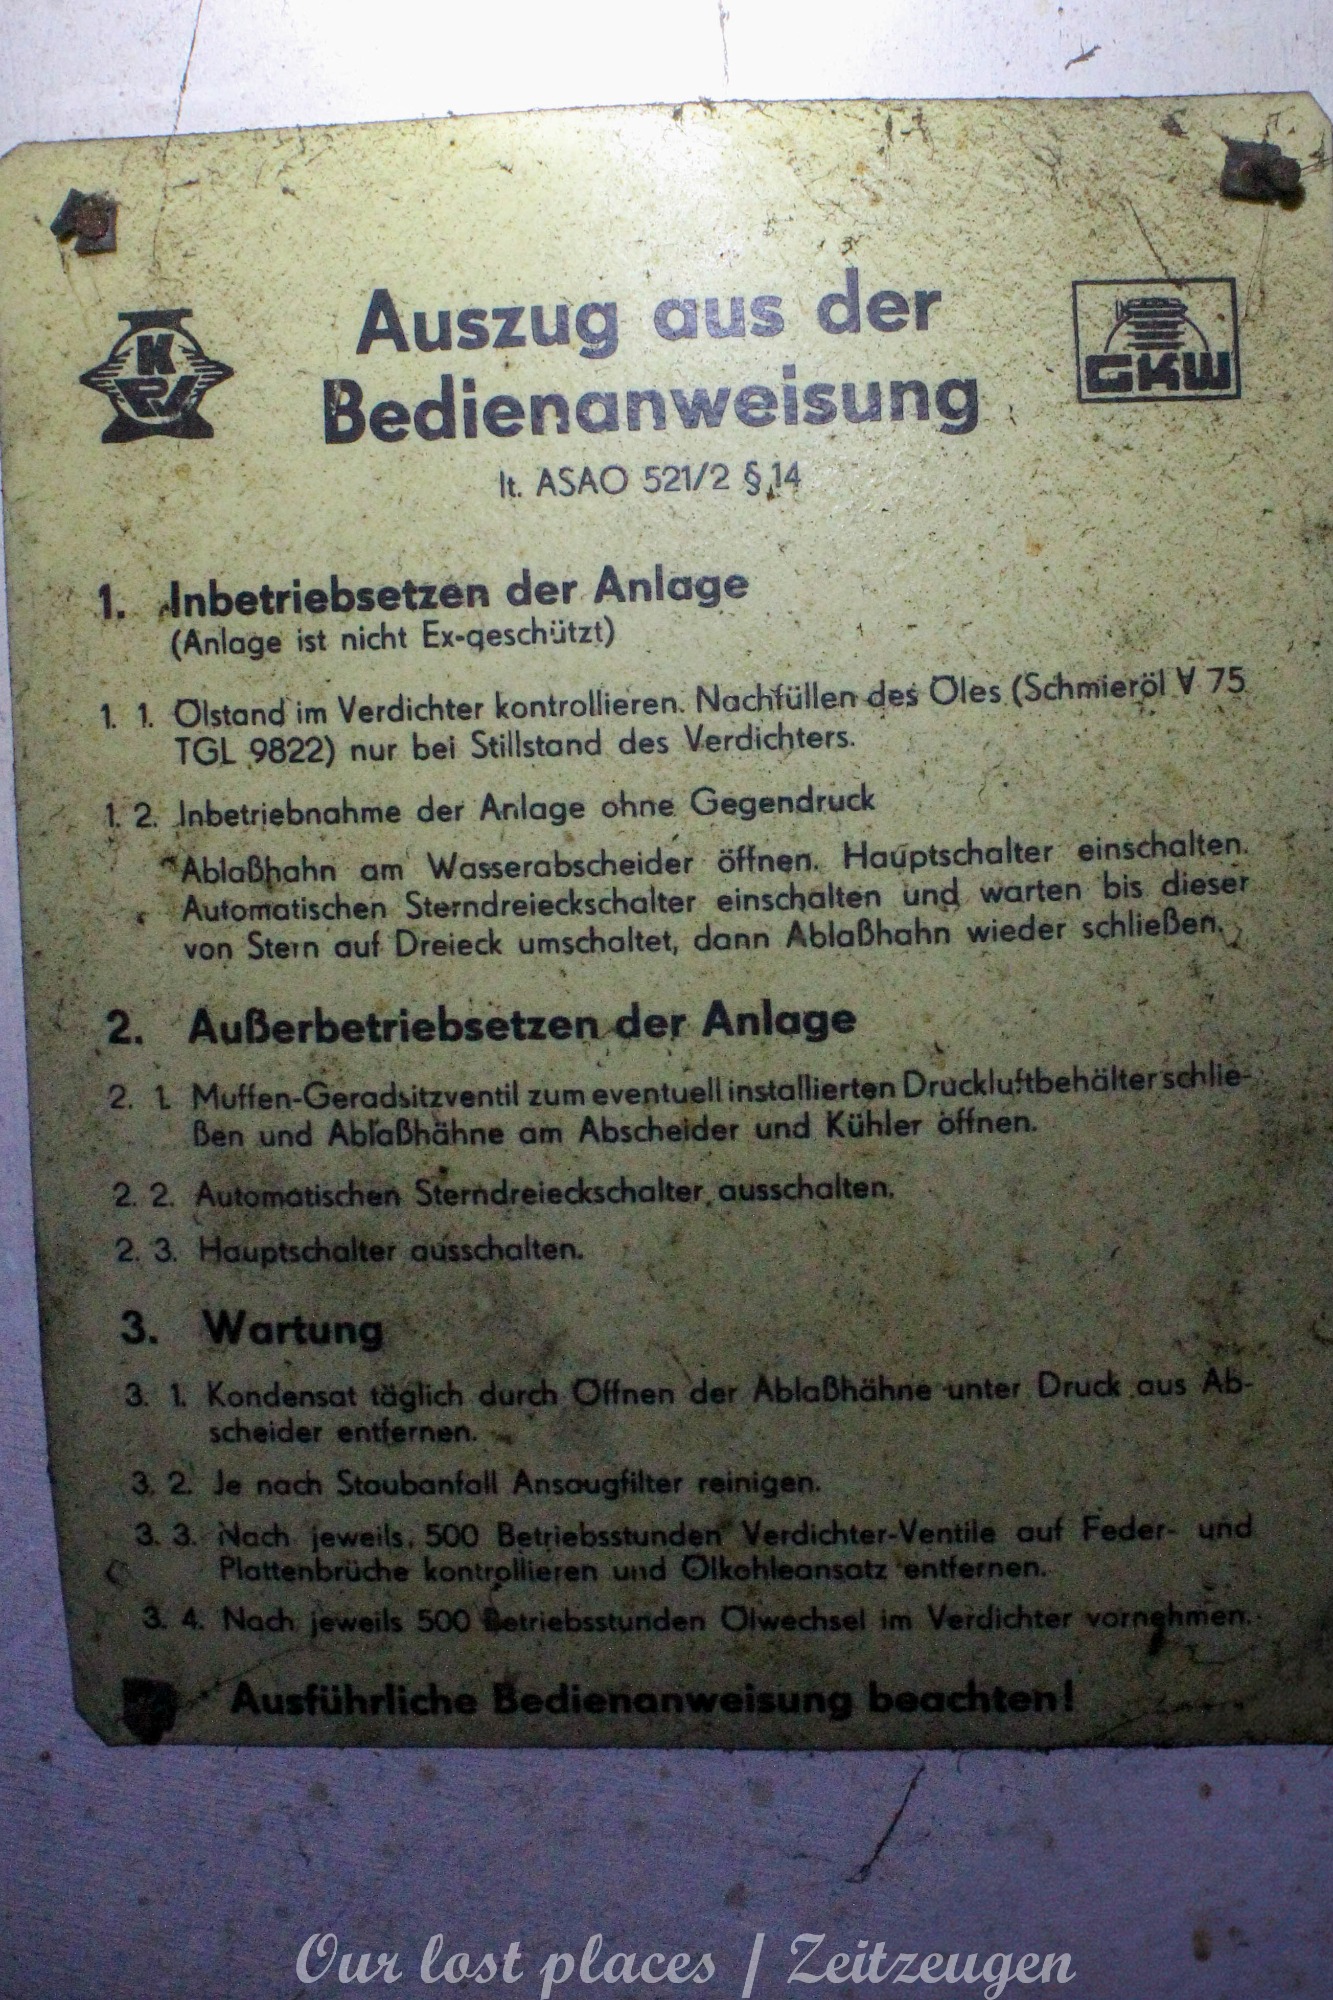 Auszug aus der
Bedienanweisung
lt. ASAO 521/2 § 14
K
PV
GKW
1. Inbetriebsetzen der Anlage
(Anlage ist nicht Ex-geschützt)
1. 1. Ölstand im Verdichter kontrollieren. Nachfüllen des Öles (Schmieröl V 75
TGL 9822) nur bei Stillstand des Verdichters.
1. 2. Inbetriebnahme der Anlage ohne Gegendruck
Ablaßhahn am Wasserabscheider öffnen. Hauptschalter einschalten.
Automatischen Sterndreieckschalter einschalten und warten bis dieser
von Stern auf Dreieck umschaltet, dann Ablaßhahn wieder schließen.
2. Außerbetriebsetzen der Anlage
2. 1. Muffen-Geradsitzventil zum eventuell installierten Druckluftbehälter schlie-
ßen und Ablaßhähne am Abscheider und Kühler öffnen.
2. 2. Automatischen Sterndreieckschalter ausschalten.
2. 3. Hauptschalter ausschalten.
3. Wartung
3. 1. Kondensat täglich durch Öffnen der Ablaßhähne unter Druck aus Ab-
scheider entfernen.
3. 2. Je nach Staubanfall Ansaugfilter reinigen.
3. 3. Nach jeweils 500 Betriebsstunden Verdichter-Ventile auf Feder- und
Plattenbrüche kontrollieren und Ölkohleansatz entfernen.
3. 4. Nach jeweils 500 Betriebsstunden Ölwechsel im Verdichter vornehmen.
Ausführliche Bedienanweisung beachten!
Our lost places | Zeitzeugen